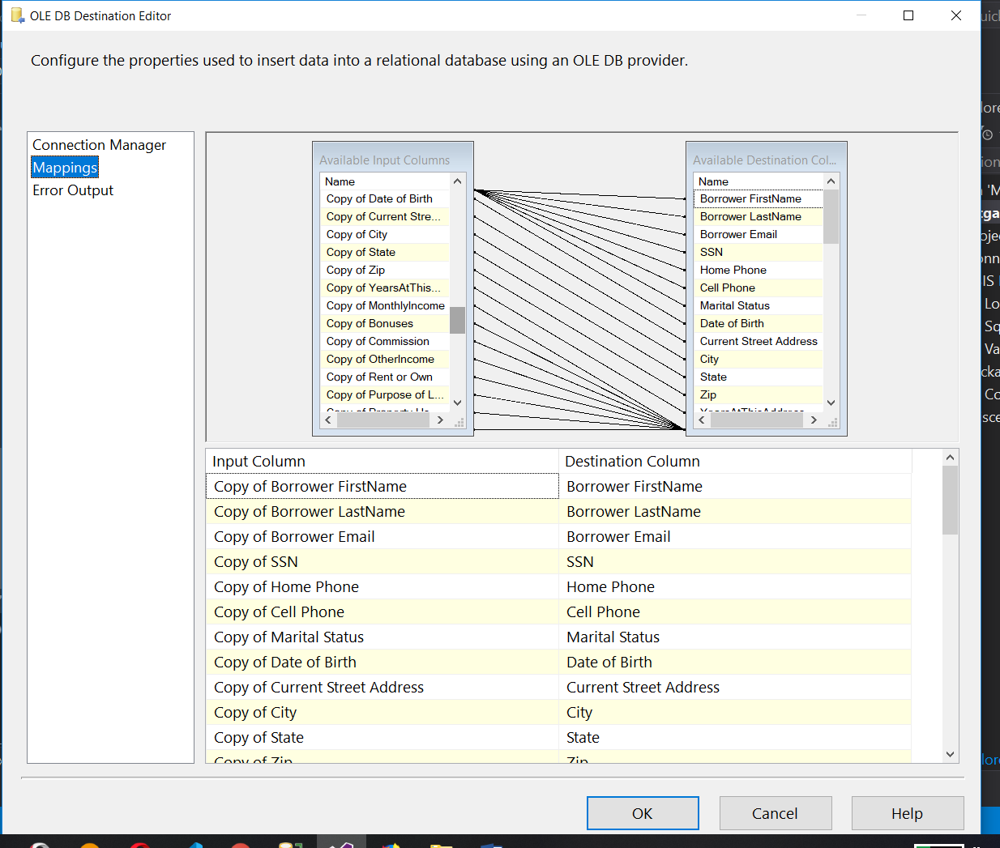 OLE DB Destination Editor
Configure the properties used to insert data into a relational database using an OLE DB provider.
Connection Manager
Mappings
Error Output
Available Input Columns
Name
Copy of Date of Birth
Copy of Current Stre...
Copy of City
Copy of State
Copy of Zip
Copy of YearsAtThis...
Copy of MonthlyIncome
Copy of Bonuses
Copy of Commission
Copy of OtherIncome
Copy of Rent or Own
Copy of Purpose of L...
Available Destination Col...
Name
Borrower FirstName
Borrower LastName
Borrower Email
SSN
Home Phone
Cell Phone
Marital Status
Date of Birth
Current Street Address
City
State
Zip
YearsAtThisAddress
Input Column Destination Column
Copy of Borrower FirstName Borrower FirstName
Copy of Borrower LastName Borrower LastName
Copy of Borrower Email Borrower Email
Copy of SSN SSN
Copy of Home Phone Home Phone
Copy of Cell Phone Cell Phone
Copy of Marital Status Marital Status
Copy of Date of Birth Date of Birth
Copy of Current Street Address Current Street Address
Copy of City City
Copy of State State
Copy of Zip Zip
OK Cancel Help